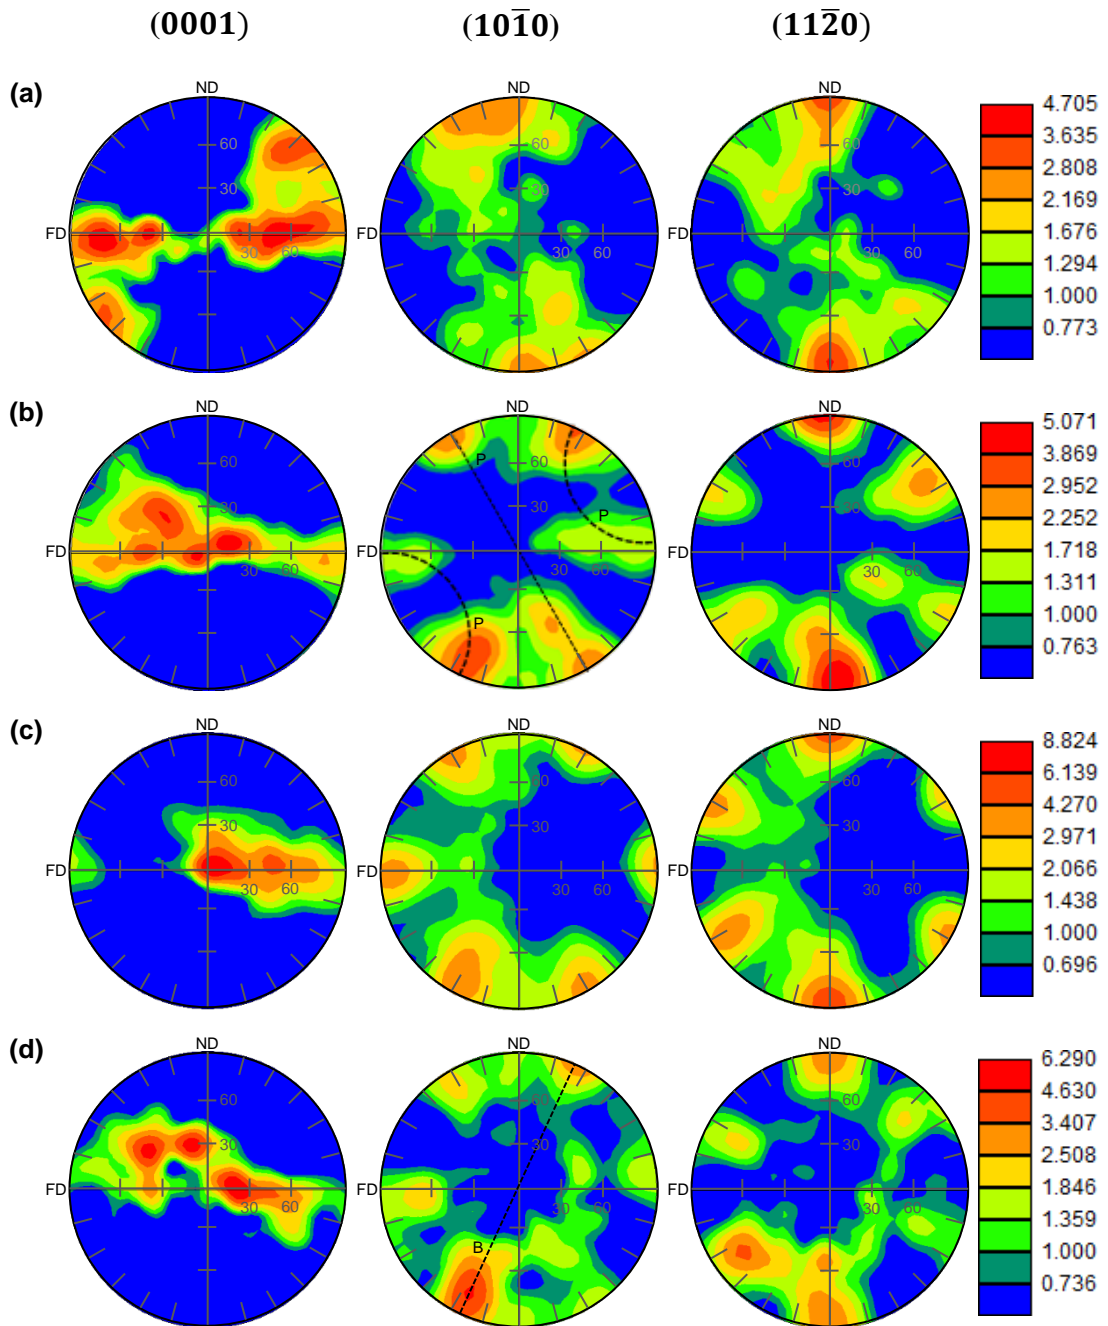 (0001) (101̅0) (112̅0)
(a)
ND ND ND
FD 30 60 30 60 FD 30 60 30 60 FD 30 60 30 60
4.705
3.635
2.808
2.169
1.676
1.294
1.000
0.773
(b)
ND ND ND
FD 30 60 30 60 FD 30 60 30 60 FD 30 60 30 60
P
P
P
5.071
3.869
2.952
2.252
1.718
1.311
1.000
0.763
(c)
ND ND ND
FD 30 60 30 60 FD 30 60 30 60 FD 30 60 30 60
8.824
6.139
4.270
2.971
2.066
1.438
1.000
0.696
(d)
ND ND ND
FD 30 60 30 60 FD 30 60 30 60 FD 30 60 30 60
B
6.290
4.630
3.407
2.508
1.846
1.359
1.000
0.736